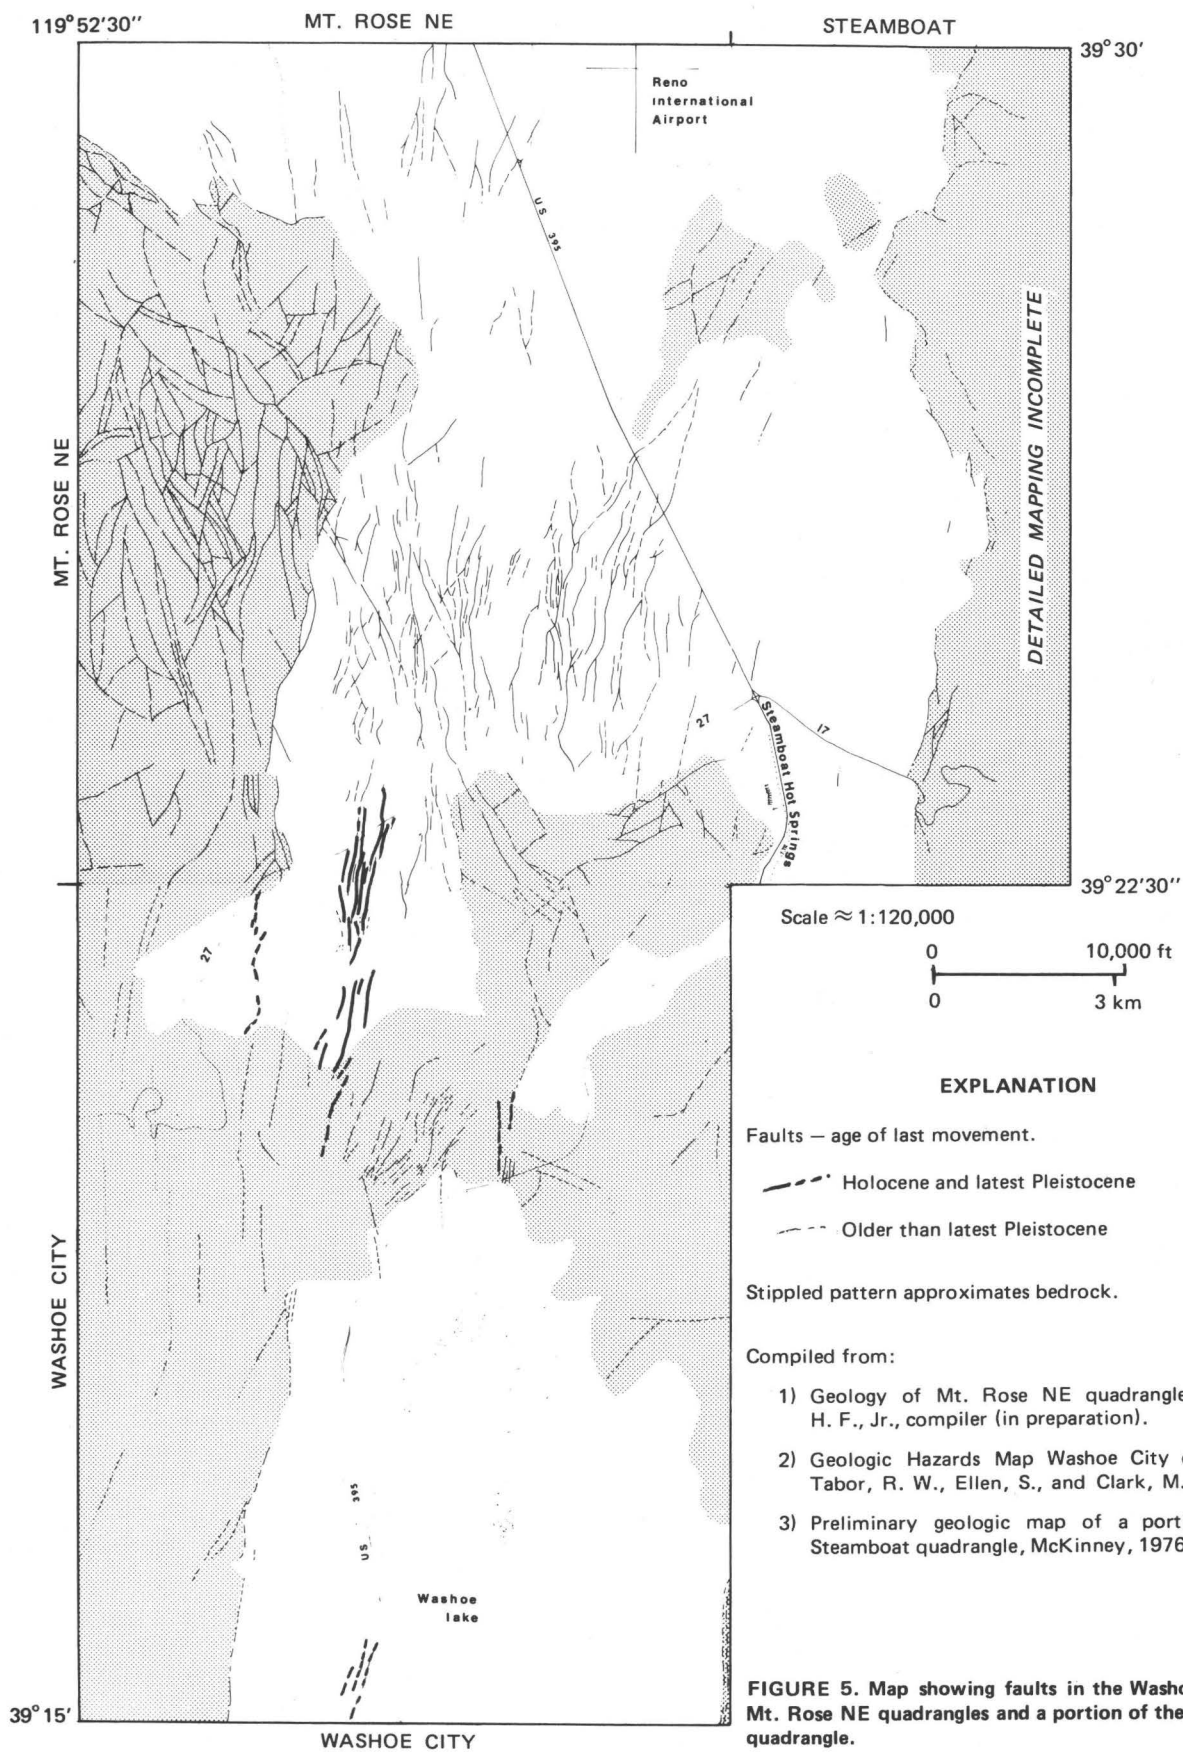 119°52'30"
MT. ROSE NE
STEAMBOAT
39°30'
Reno
International
Airport
US 395
MT. ROSE NE
DETAILED MAPPING INCOMPLETE
27
17
Steamboat Hot Springs
39°22'30"
27
Scale ≈ 1:120,000
0 10,000 ft
0 3 km
EXPLANATION
Faults — age of last movement.
Holocene and latest Pleistocene
Older than latest Pleistocene
WASHOE CITY
Stippled pattern approximates bedrock.
Compiled from:
1) Geology of Mt. Rose NE quadrangle
H. F., Jr., compiler (in preparation).
2) Geologic Hazards Map Washoe City
Tabor, R. W., Ellen, S., and Clark, M.
3) Preliminary geologic map of a port
Steamboat quadrangle, McKinney, 1976
US 395
Washoe
lake
39°15'
WASHOE CITY
FIGURE 5. Map showing faults in the Washo
Mt. Rose NE quadrangles and a portion of the
quadrangle.